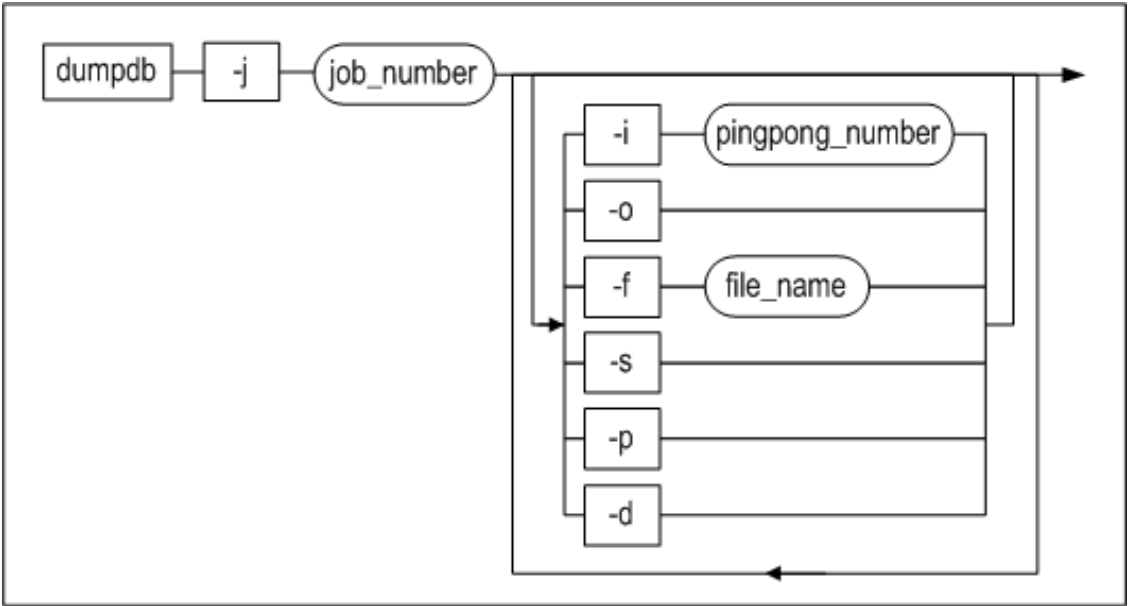 dumpdb -j job_number
-i pingpong_number
-o
-f file_name
-s
-p
-d